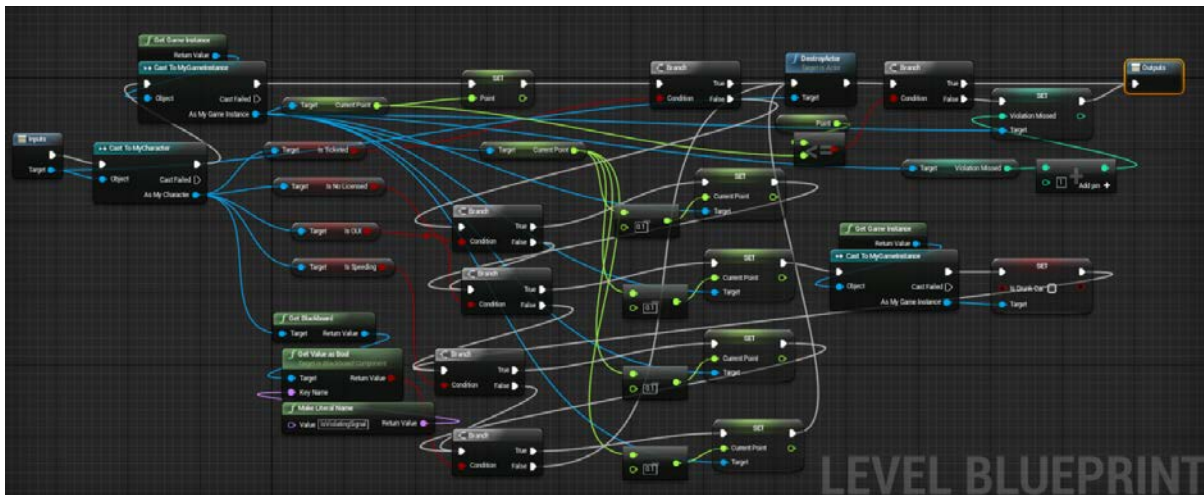 Get Game Instance
Return Value
Cast To MyGameInstance
Object
Cast Failed
As My Game Instance
Inputs
Target
Cast To MyCharacter
Object
Cast Failed
As My Character
Target Current Point
SET
Point
Branch
Condition
True
False
DestroyActor
Target is Actor
Target
Branch
Condition
True
False
SET
Violation Missed
Target
Outputs
Target Is Ticketed
Target Current Point
Point
<=
Target Violation Missed
1
+
Add pin +
Target Is No Licensed
Target Is OUI
Target Is Speeding
Branch
True
Condition
False
0.1
SET
Current Point
Target
Branch
True
Condition
False
0.1
SET
Current Point
Target
Get Game Instance
Return Value
Cast To MyGameInstance
Object
Cast Failed
As My Game Instance
SET
Is Drunk Car
Target
Get Blackboard
Target Return Value
Get Value as Bool
Target Return Value
Key Name
Make Literal Name
Value IsViolatingSignal Return Value
Branch
True
Condition
False
0.1
SET
Current Point
Target
Branch
True
Condition
False
0.1
SET
Current Point
Target
LEVEL BLUEPRINT